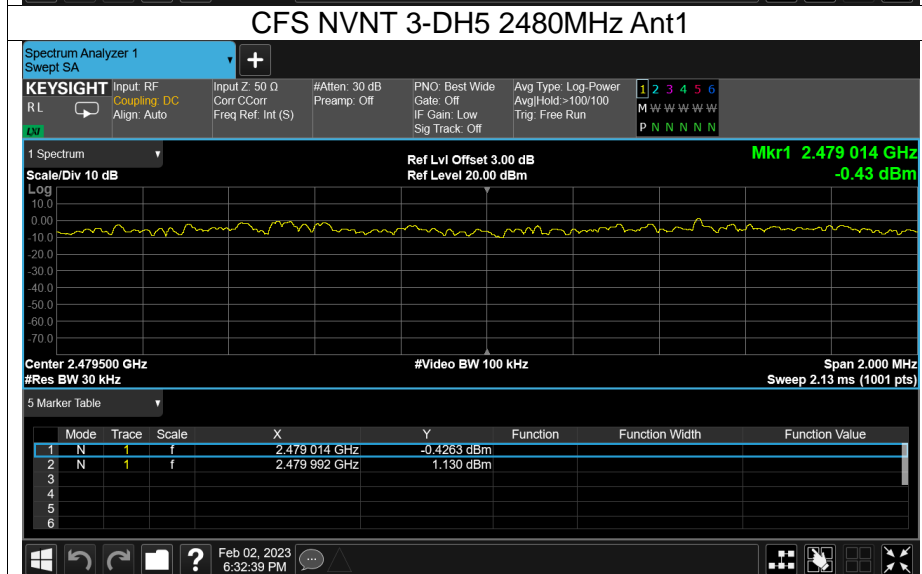 CFS NVNT 3-DH5 2480MHz Ant1
Spectrum Analyzer 1
Swept SA
+
KEYSIGHT Input: RF Input Z: 50 Ω #Atten: 30 dB PNO: Best Wide Avg Type: Log-Power 1 2 3 4 5 6
R L Coupling: DC Corr CCorr Preamp: Off Gate: Off Avg|Hold:>100/100 M W W W W W
Align: Auto Freq Ref: Int (S) IF Gain: Low Trig: Free Run
LXI Sig Track: Off P N N N N N
1 Spectrum Ref Lvl Offset 3.00 dB Mkr1 2.479 014 GHz
Scale/Div 10 dB Ref Level 20.00 dBm -0.43 dBm
Log
10.0
0.00
-10.0
-20.0
-30.0
-40.0
-50.0
-60.0
-70.0
Center 2.479500 GHz #Video BW 100 kHz Span 2.000 MHz
#Res BW 30 kHz Sweep 2.13 ms (1001 pts)
5 Marker Table
Mode Trace Scale X Y Function Function Width Function Value
1 N 1 f 2.479 014 GHz -0.4263 dBm
2 N 1 f 2.479 992 GHz 1.130 dBm
3
4
5
6
? Feb 02, 2023
6:32:39 PM